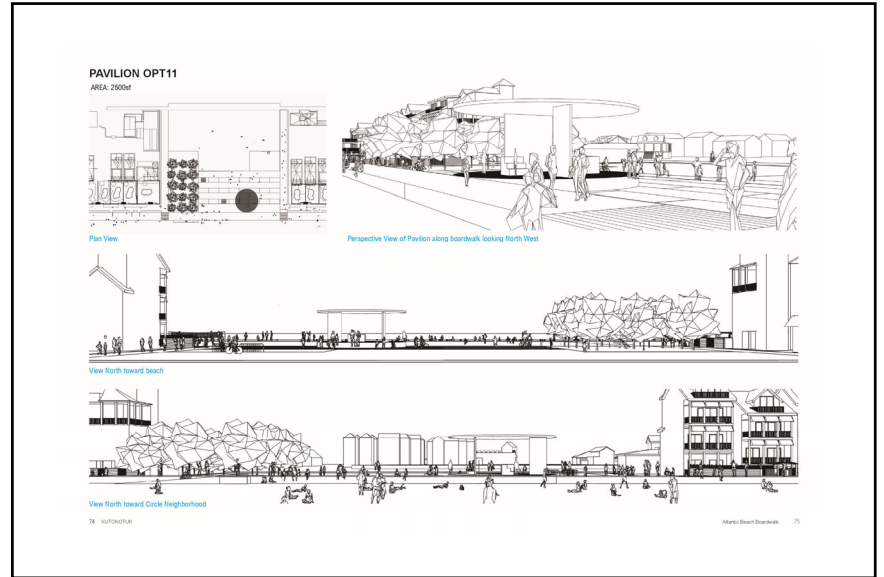 PAVILION OPT11
AREA: 2500sf
Plan View
Perspective View of Pavilion along boardwalk looking North West
View North toward beach
View North toward Circle Neighborhood
74 KUTONOTUK
Atlantic Beach Boardwalk 75